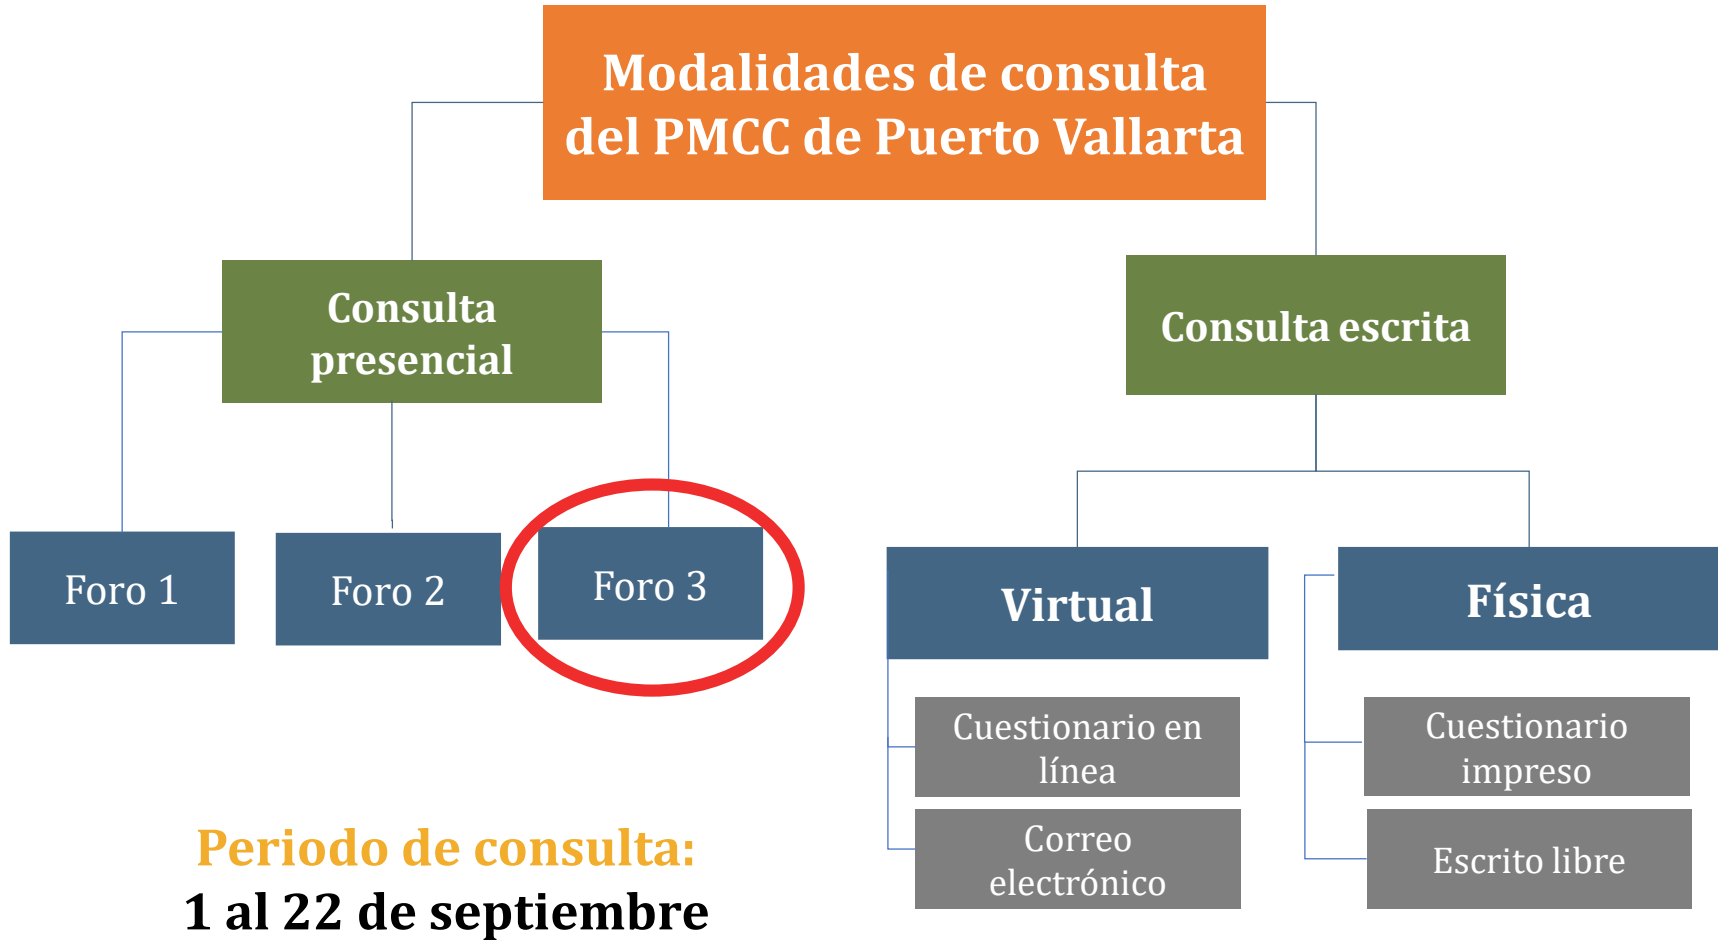 Modalidades de consulta
del PMCC de Puerto Vallarta
Consulta
presencial
Consulta escrita
Foro 1
Foro 2
Foro 3
Virtual
Física
Cuestionario en
línea
Correo
electrónico
Cuestionario
impreso
Escrito libre
Periodo de consulta:
1 al 22 de septiembre